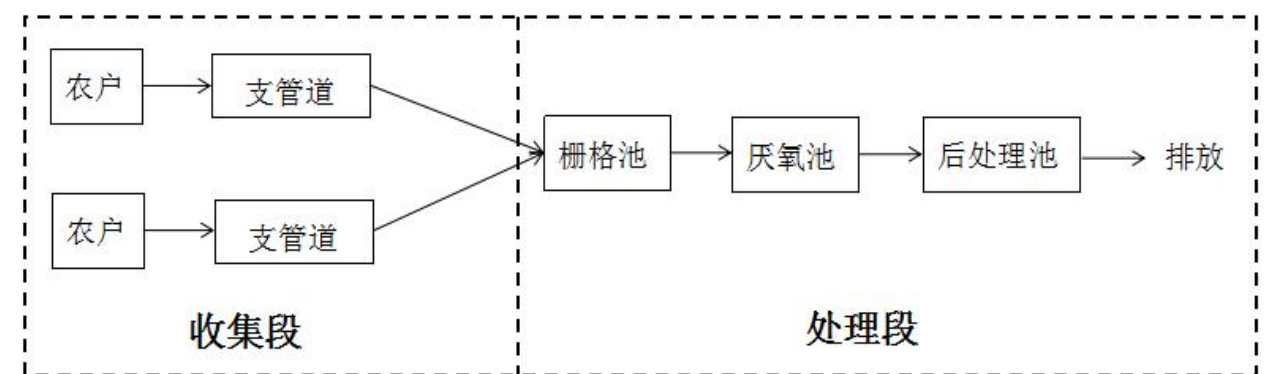 农户
支管道
栅格池
厌氧池
后处理池
排放
农户
支管道
收集段
处理段